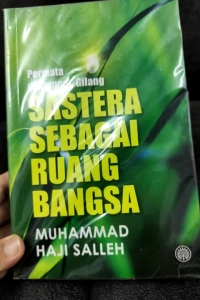 Permata
Gilang
SASTERA
SEBAGAI
RUANG
BANGSA
MUHAMMAD
HAJI SALLEH